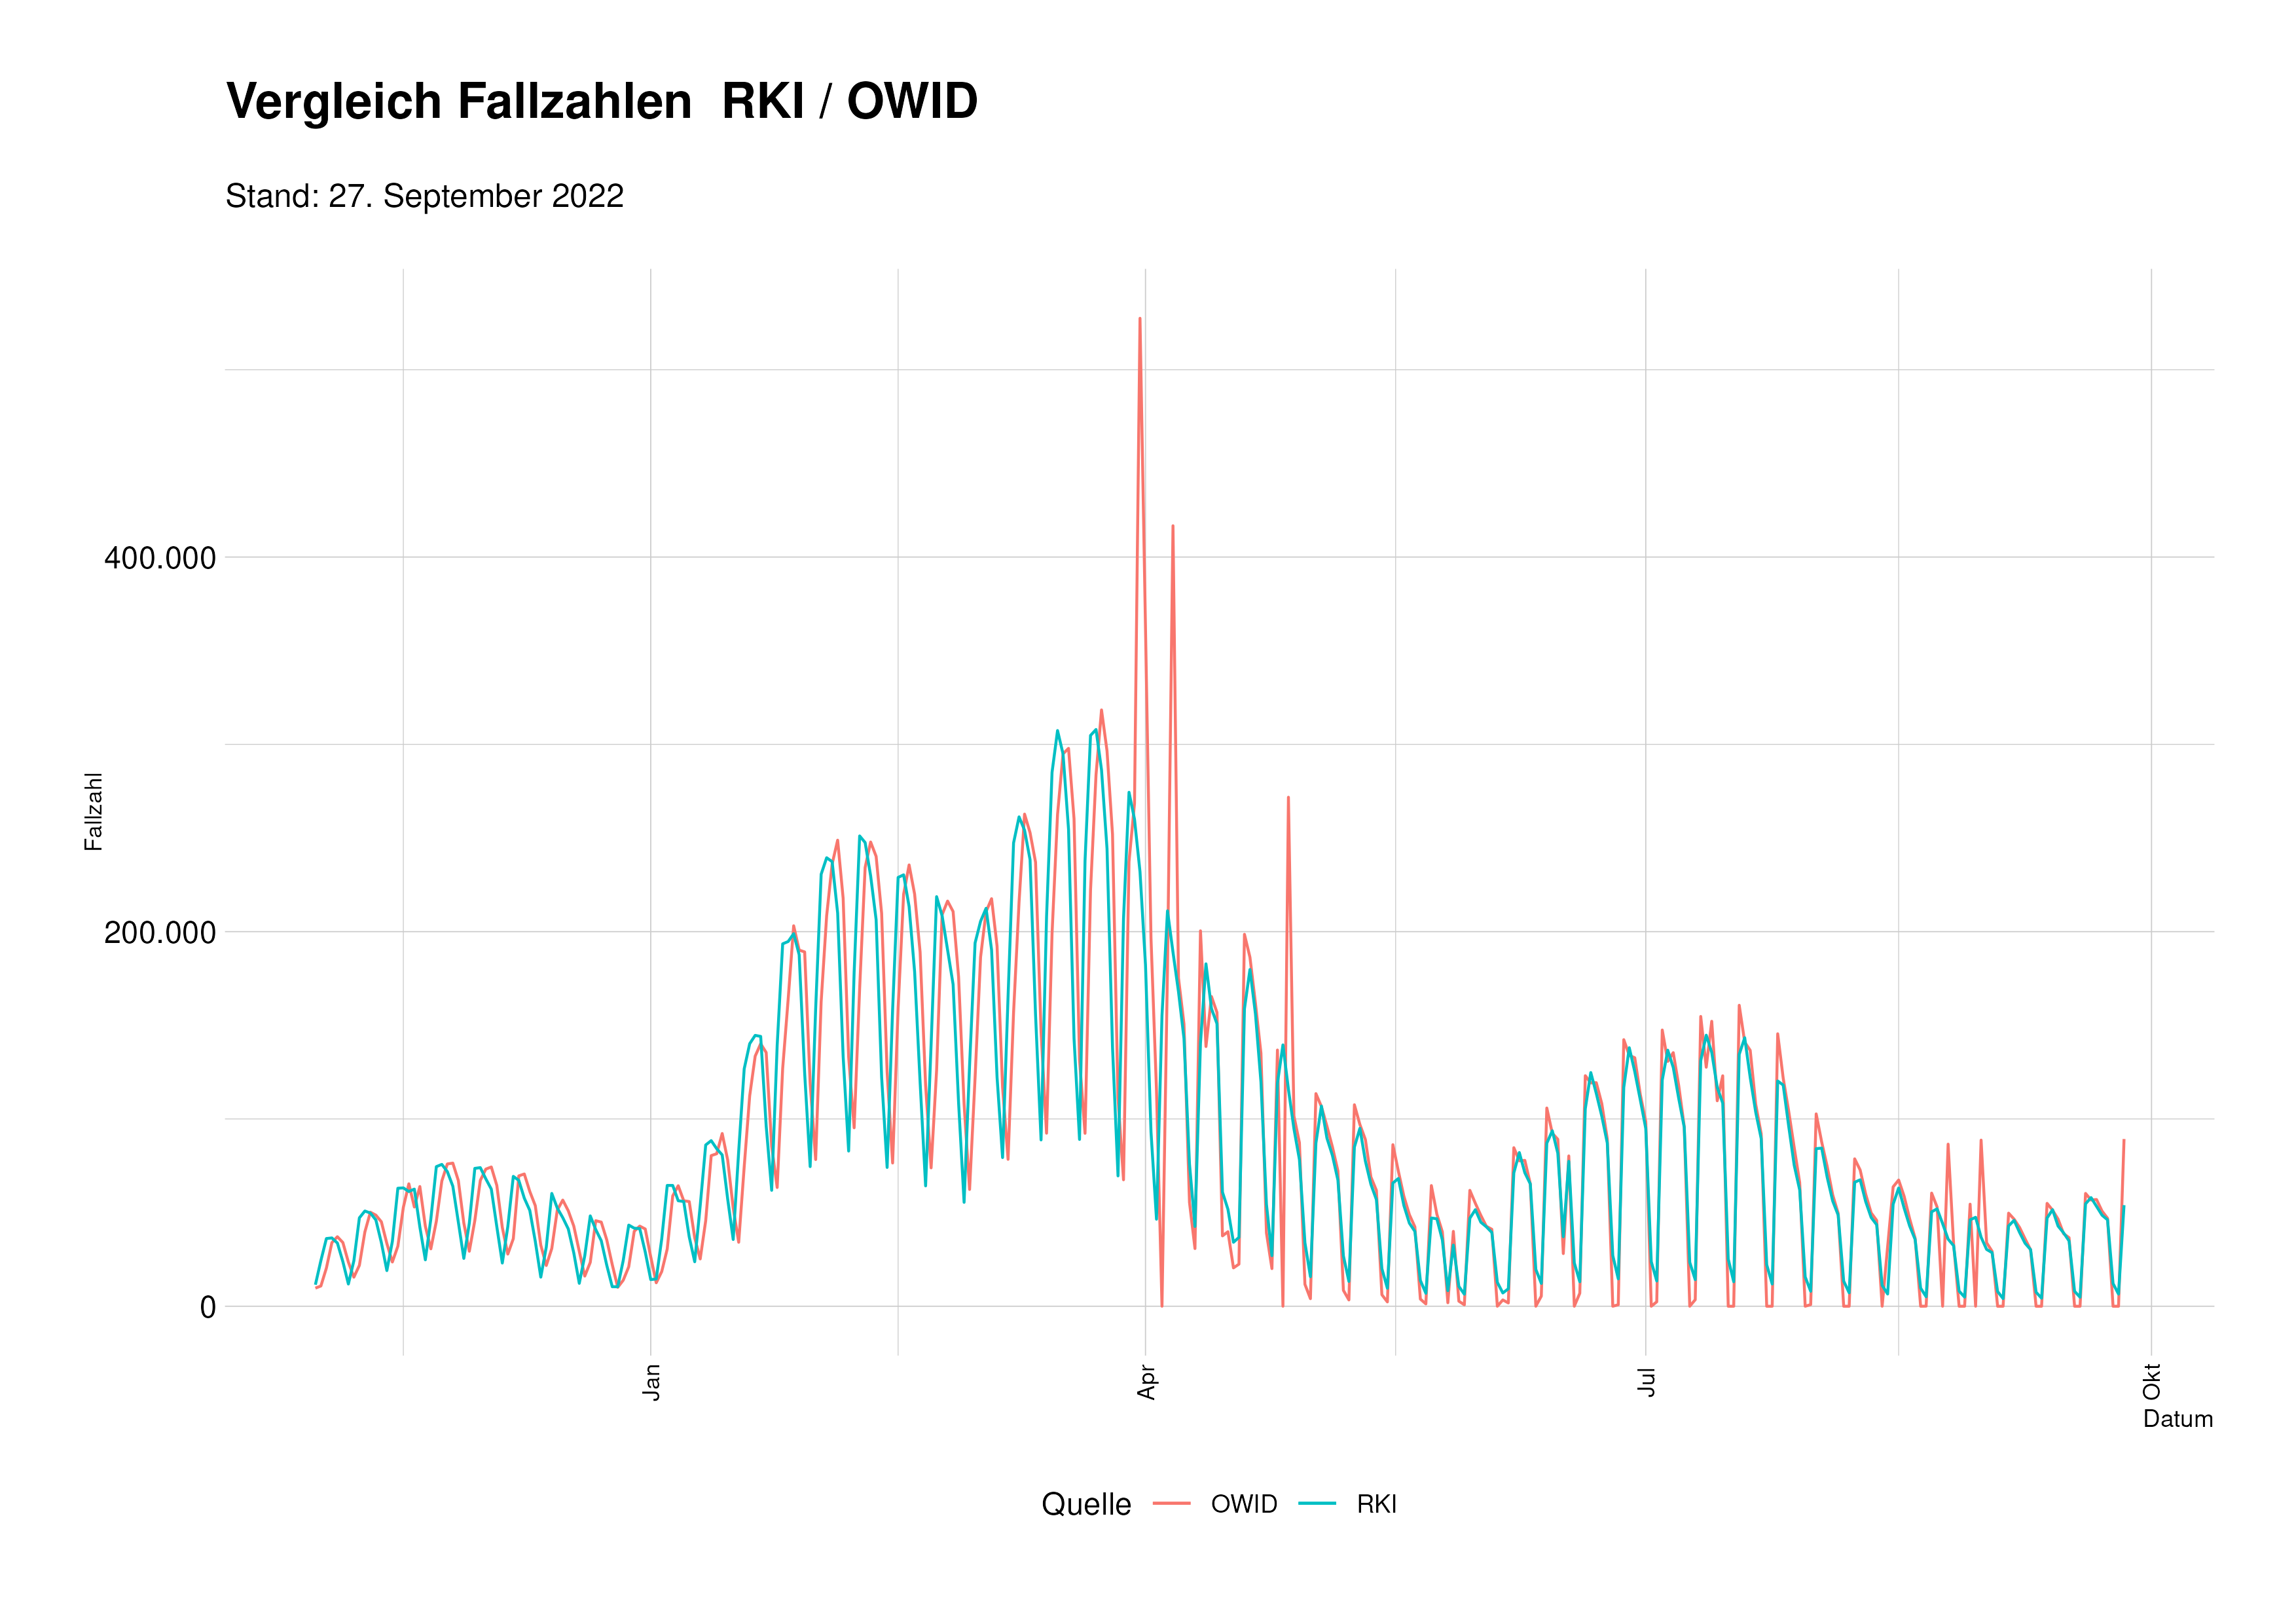 Vergleich Fallzahlen  RKI / OWID
Stand: 27. September 2022
Fallzahl
400.000
200.000
0
Jan
Apr
Jul
Okt
Datum
Quelle
OWID
RKI